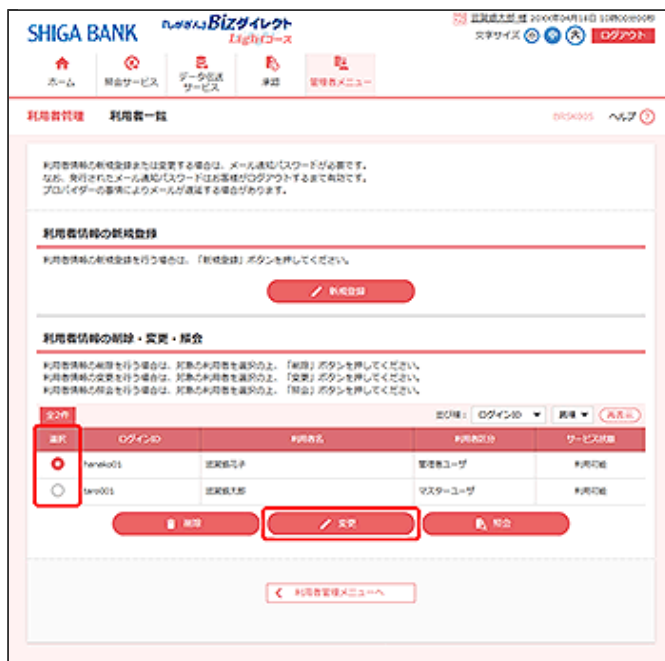 SHIGA BANK
『しがぎん』Bizダイレクト
Lightコース
文字サイズ 小 中 大 ログアウト
ホーム 照会サービス データ伝送サービス 承認 管理者メニュー
利用者管理 利用者一覧 BRSK005 ヘルプ ?
利用者情報の新規登録または変更する場合は、メール通知パスワードが必要です。
なお、発行されたメール通知パスワードはお客様がログアウトするまで有効です。
プロバイダーの事情によりメールが遅延する場合があります。
利用者情報の新規登録
利用者情報の新規登録を行う場合は、「新規登録」ボタンを押してください。
新規登録
利用者情報の削除・変更・照会
利用者情報の削除を行う場合は、対象の利用者を選択の上、「削除」ボタンを押してください。
利用者情報の変更を行う場合は、対象の利用者を選択の上、「変更」ボタンを押してください。
利用者情報の照会を行う場合は、対象の利用者を選択の上、「照会」ボタンを押してください。
全2件 並び順： ログインID 昇順 再表示
選択 ログインID 利用者名 利用者区分 サービス状態
hanako01 滋賀銀花子 管理者ユーザ 利用可能
taro001 滋賀銀太郎 マスターユーザ 利用可能
削除 変更 照会
利用者管理メニューへ